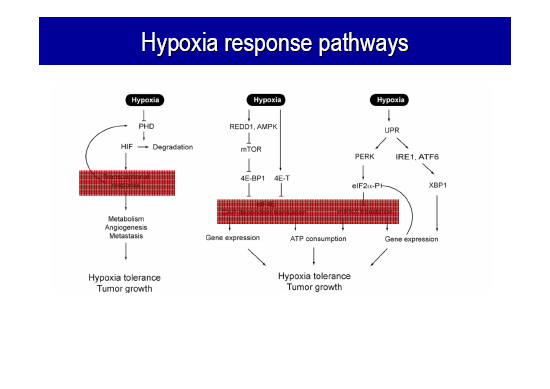 Hypoxia response pathways
Hypoxia
PHD
HIF
Degradation
Transcriptional
response
Metabolism
Angiogenesis
Metastasis
Hypoxia tolerance
Tumor growth
Hypoxia
REDD1, AMPK
mTOR
4E-BP1
4E-T
Gene expression
ATP consumption
Hypoxia
UPR
PERK
IRE1, ATF6
eIF2α-P
XBP1
Gene expression
Hypoxia tolerance
Tumor growth